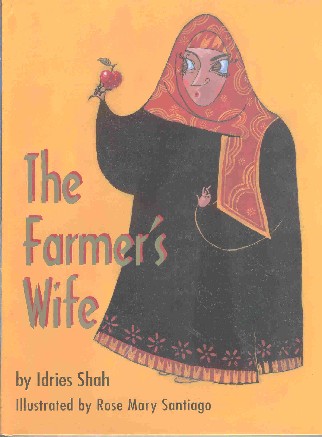 The
Farmer's
Wife
by Idries Shah
Illustrated by Rose Mary Santiago